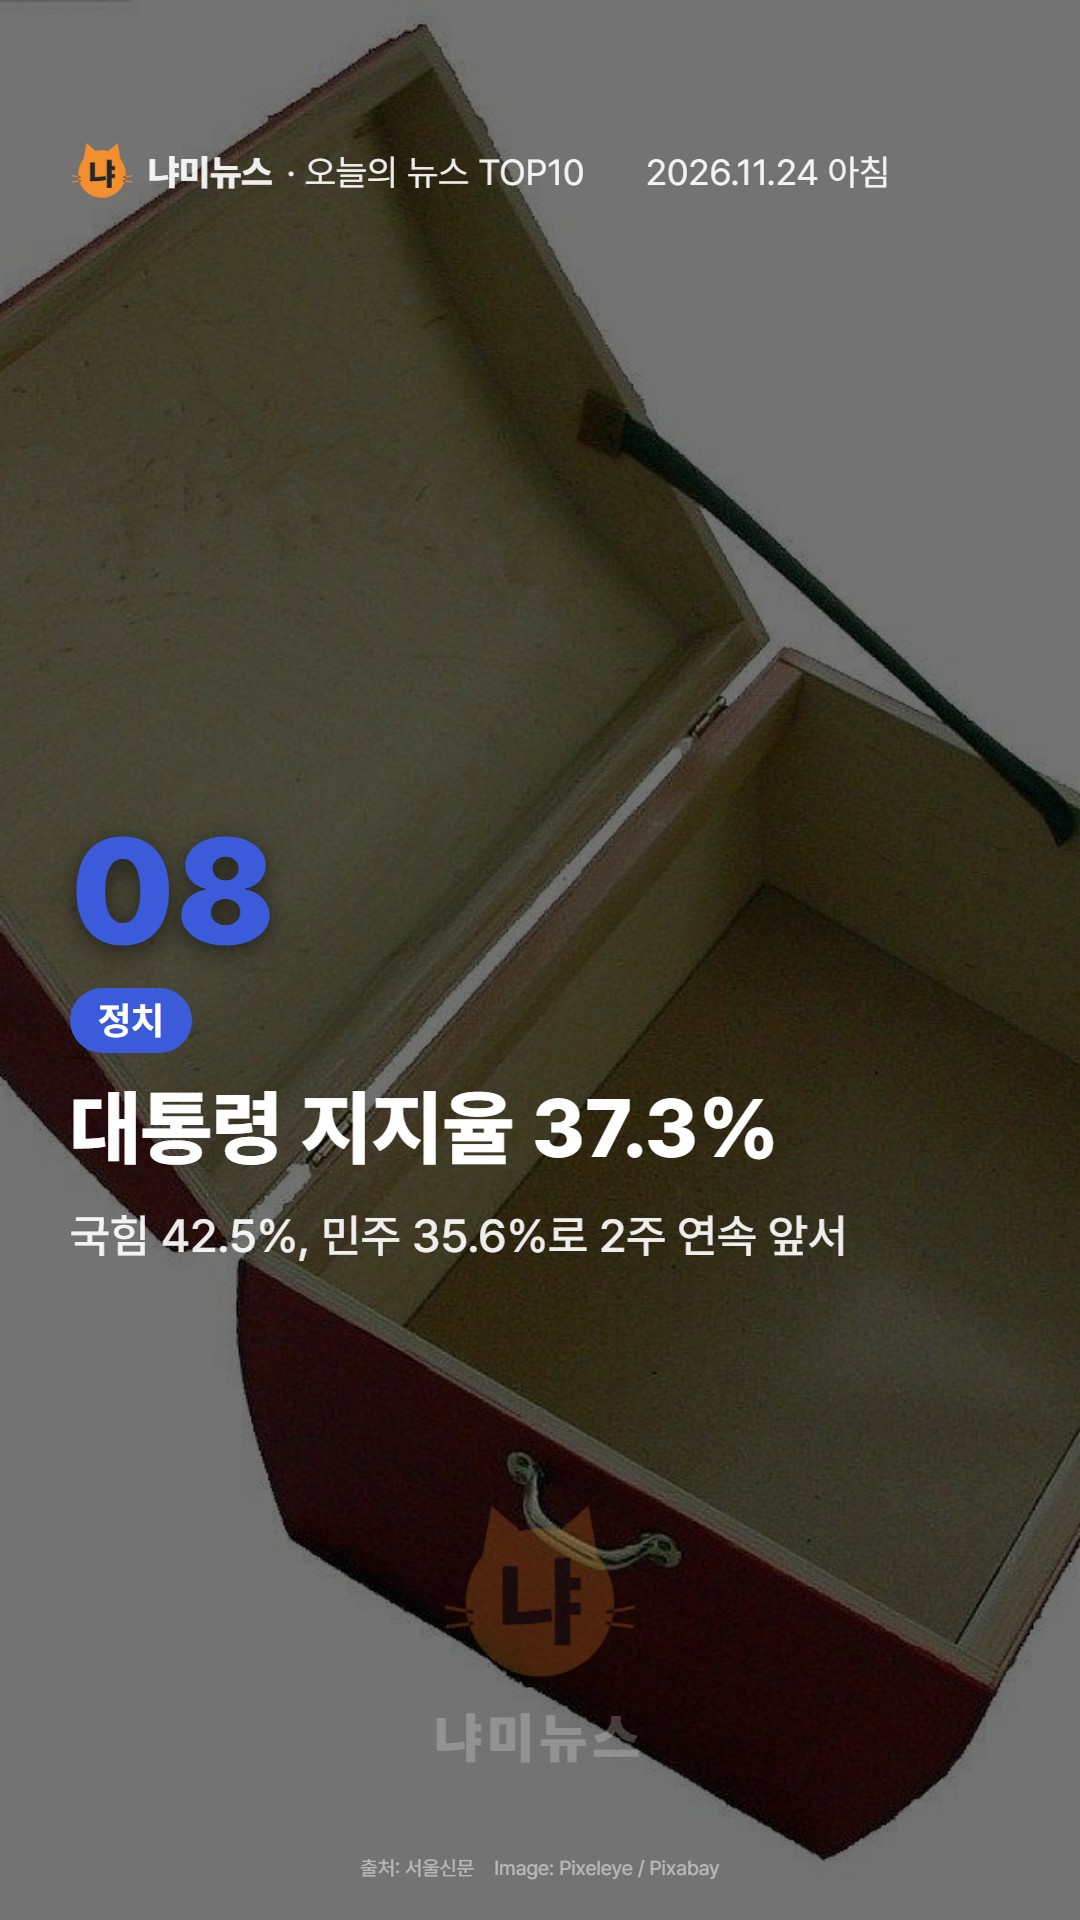 냐 냐미뉴스 · 오늘의 뉴스 TOP10 2026.11.24 아침
08
정치
대통령 지지율 37.3%
국힘 42.5%, 민주 35.6%로 2주 연속 앞서
냐
냐미뉴스
출처: 서울신문 Image: Pixeleye / Pixabay